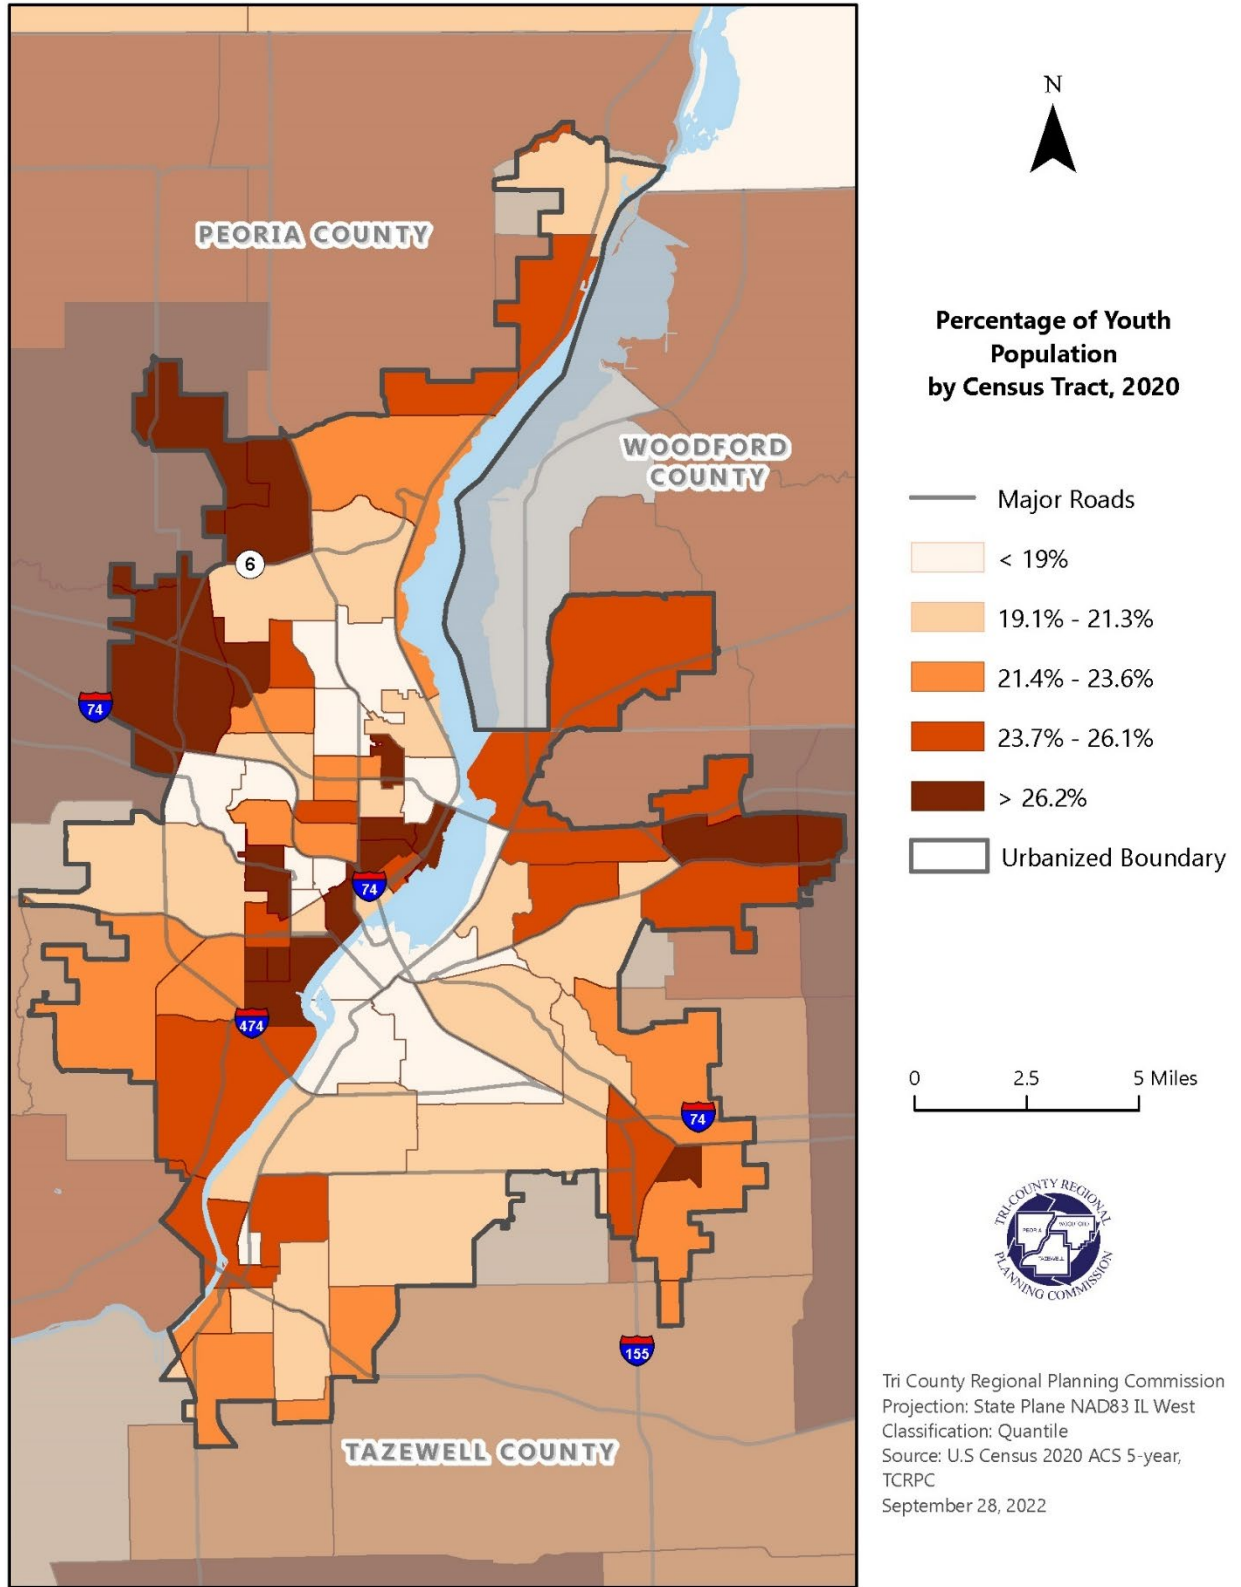 PEORIA COUNTY
WOODFORD
COUNTY
6
74
74
474
74
155
TAZEWELL COUNTY
N
Percentage of Youth
Population
by Census Tract, 2020
Major Roads
< 19%
19.1% - 21.3%
21.4% - 23.6%
23.7% - 26.1%
> 26.2%
Urbanized Boundary
0 2.5 5 Miles
TRI-COUNTY REGIONAL
PEORIA
WOODFORD
TAZEWELL
PLANNING COMMISSION
Tri County Regional Planning Commission
Projection: State Plane NAD83 IL West
Classification: Quantile
Source: U.S Census 2020 ACS 5-year,
TCRPC
September 28, 2022